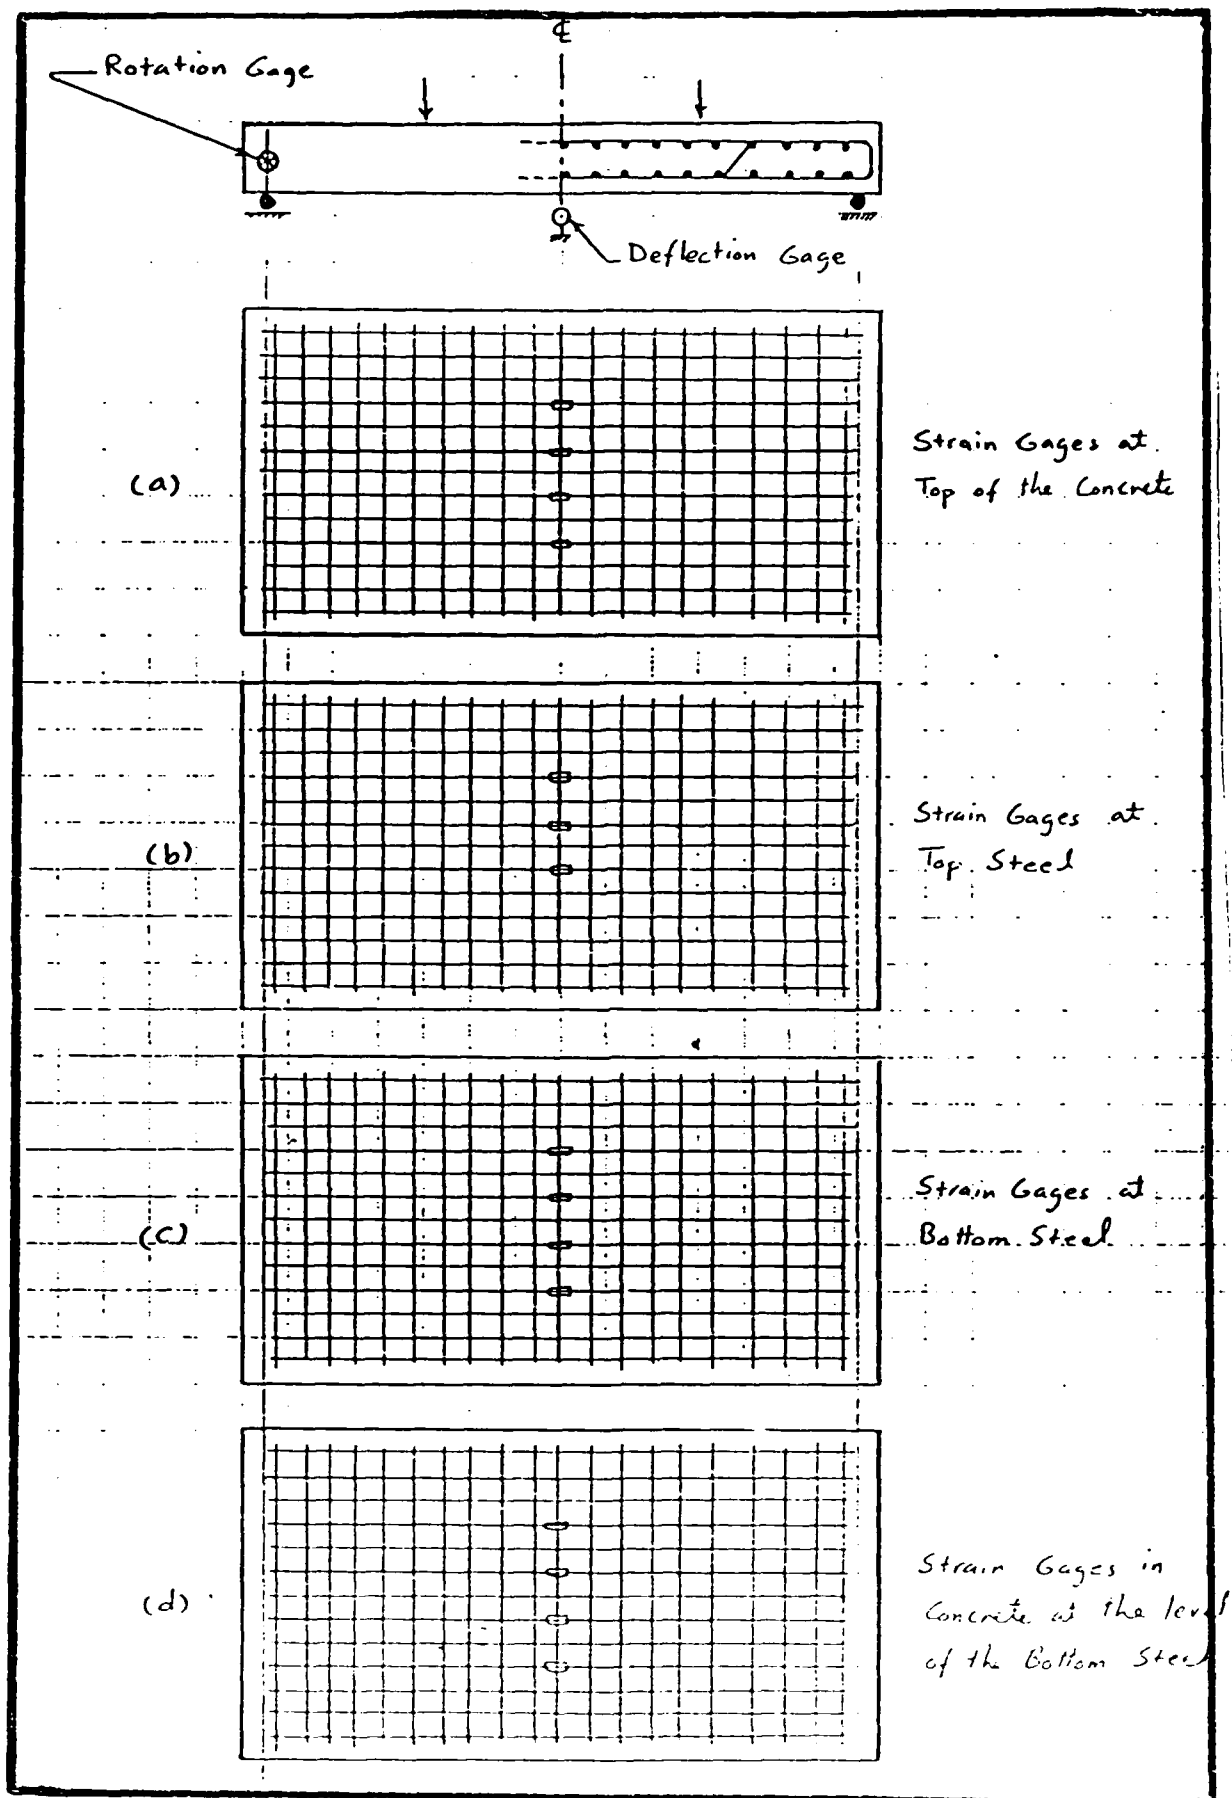 ℄
Rotation Gage
Deflection Gage
(a)
Strain Gages at
Top of the Concrete
(b)
Strain Gages at
Top Steel
(c)
Strain Gages at
Bottom Steel
(d)
Strain Gages in
Concrete at the level
of the Bottom Steel